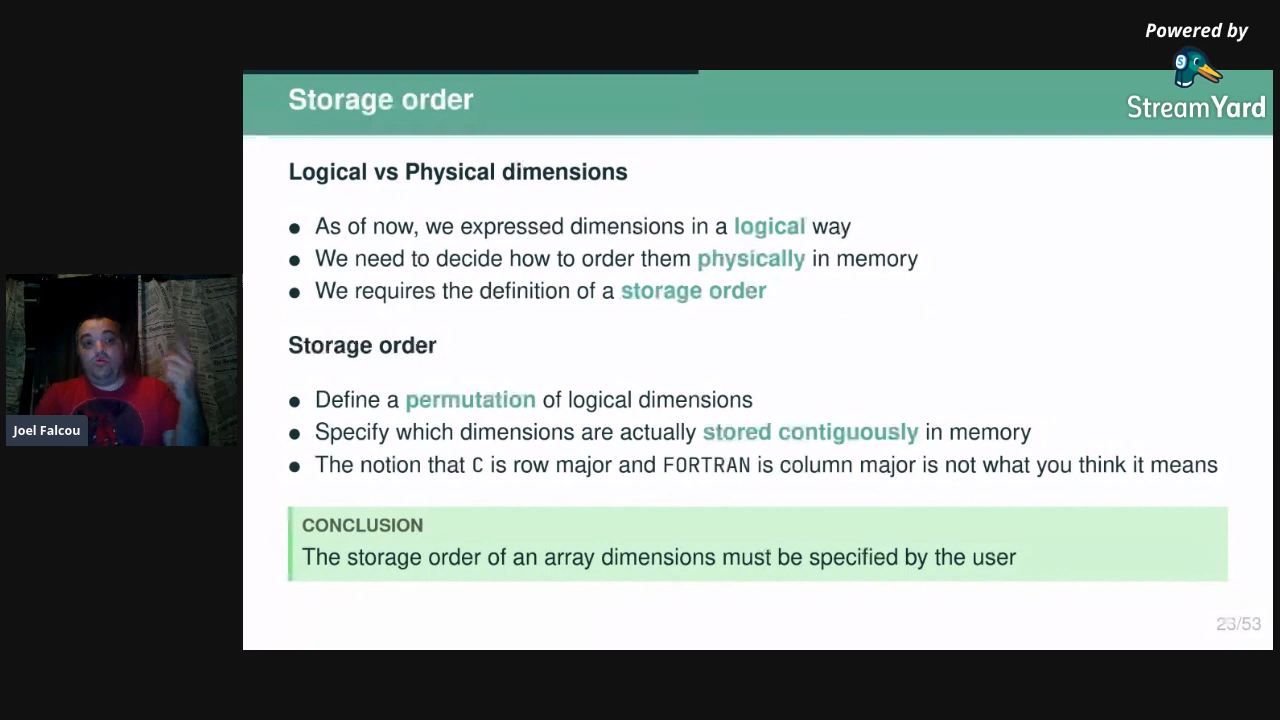 Powered by
StreamYard
Storage order
Logical vs Physical dimensions
● As of now, we expressed dimensions in a logical way
● We need to decide how to order them physically in memory
● We requires the definition of a storage order
Storage order
● Define a permutation of logical dimensions
● Specify which dimensions are actually stored contiguously in memory
● The notion that C is row major and FORTRAN is column major is not what you think it means
CONCLUSION
The storage order of an array dimensions must be specified by the user
23/53
Joel Falcou